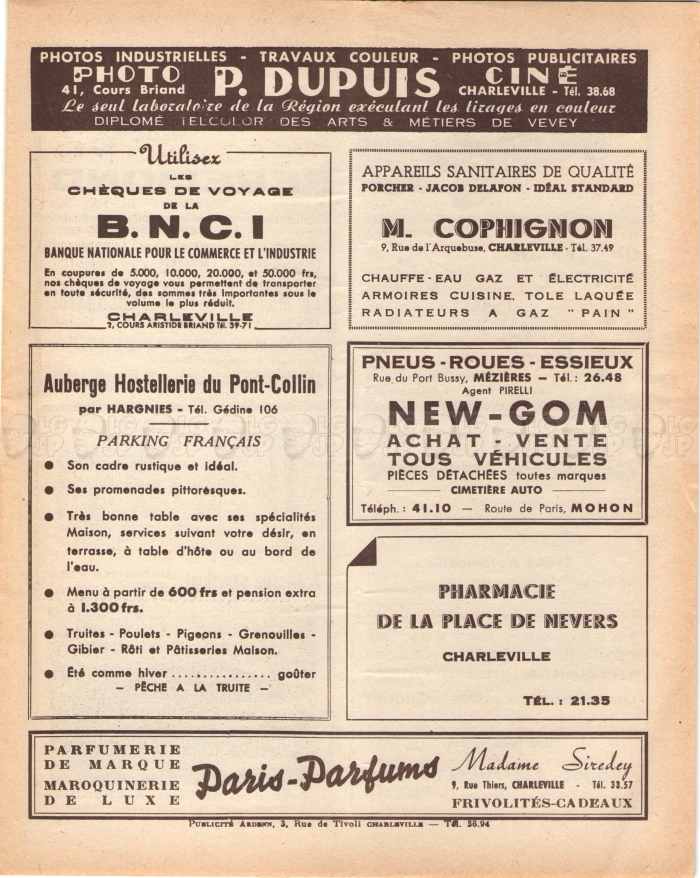 PHOTOS INDUSTRIELLES - TRAVAUX COULEUR - PHOTOS PUBLICITAIRES
PHOTO P. DUPUIS CINÉ
41, Cours Briand CHARLEVILLE - Tél. 38.68
Le seul laboratoire de la Région exécutant les tirages en couleur
DIPLOMÉ TELCOLOR DES ARTS & MÉTIERS DE VEVEY
Utilisez
LES
CHÈQUES DE VOYAGE
DE LA
B.N.C.I
BANQUE NATIONALE POUR LE COMMERCE ET L'INDUSTRIE
En coupures de 5.000, 10.000, 20.000, et 50.000 frs,
nos chèques de voyage vous permettent de transporter
en toute sécurité, des sommes très importantes sous le
volume le plus réduit.
CHARLEVILLE
2, COURS ARISTIDE BRIAND Tél. 39-71
APPAREILS SANITAIRES DE QUALITÉ
PORCHER - JACOB DELAFON - IDÉAL STANDARD
M. COPHIGNON
9, Rue de l'Arquebuse, CHARLEVILLE - Tél. 37.49
CHAUFFE-EAU GAZ ET ÉLECTRICITÉ
ARMOIRES CUISINE, TOLE LAQUÉE
RADIATEURS A GAZ "PAIN"
Auberge Hostellerie du Pont-Collin
par HARGNIES - Tél. Gédine 106
PARKING FRANÇAIS
● Son cadre rustique et idéal.
● Ses promenades pittoresques.
● Très bonne table avec ses spécialités
Maison, services suivant votre désir, en
terrasse, à table d'hôte ou au bord de
l'eau.
● Menu à partir de 600 frs et pension extra
à 1.300 frs.
● Truites - Poulets - Pigeons - Grenouilles -
Gibier - Rôti et Pâtisseries Maison.
● Été comme hiver ................ goûter
— PÊCHE A LA TRUITE —
PNEUS - ROUES - ESSIEUX
Rue du Port Bussy, MÉZIÈRES — Tél. : 26.48
Agent PIRELLI
NEW-GOM
ACHAT - VENTE
TOUS VÉHICULES
PIÈCES DÉTACHÉES toutes marques
CIMETIÈRE AUTO
Téléph. : 41.10 — Route de Paris, MOHON
PHARMACIE
DE LA PLACE DE NEVERS
CHARLEVILLE
TÉL. : 21.35
PARFUMERIE
DE MARQUE
MAROQUINERIE
DE LUXE
Paris-Parfums
Madame Siredey
9, Rue Thiers, CHARLEVILLE - Tél. 33.57
FRIVOLITÉS-CADEAUX
PUBLICITÉ ARDENN, 3, Rue de Tivoli CHARLEVILLE — Tél. 36.94